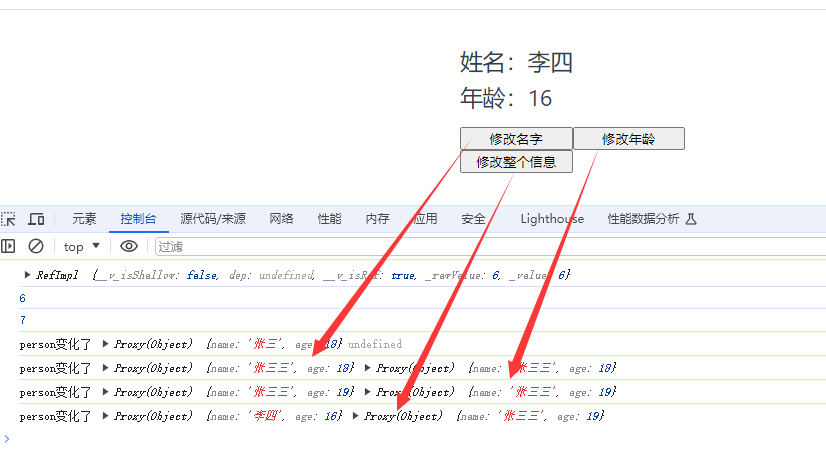 姓名：李四
年龄：16
修改名字 修改年龄
修改整个信息
元素 控制台 源代码/来源 网络 性能 内存 应用 安全 Lighthouse 性能数据分析
top 过滤
RefImpl {__v_isShallow: false, dep: undefined, __v_isRef: true, _rawValue: 6, _value: 6}
6
7
person变化了 Proxy(Object) {name: '张三', age: 18} undefined
person变化了 Proxy(Object) {name: '张三三', age: 18} Proxy(Object) {name: '张三三', age: 18}
person变化了 Proxy(Object) {name: '张三三', age: 19} Proxy(Object) {name: '张三三', age: 19}
person变化了 Proxy(Object) {name: '李四', age: 16} Proxy(Object) {name: '张三三', age: 19}